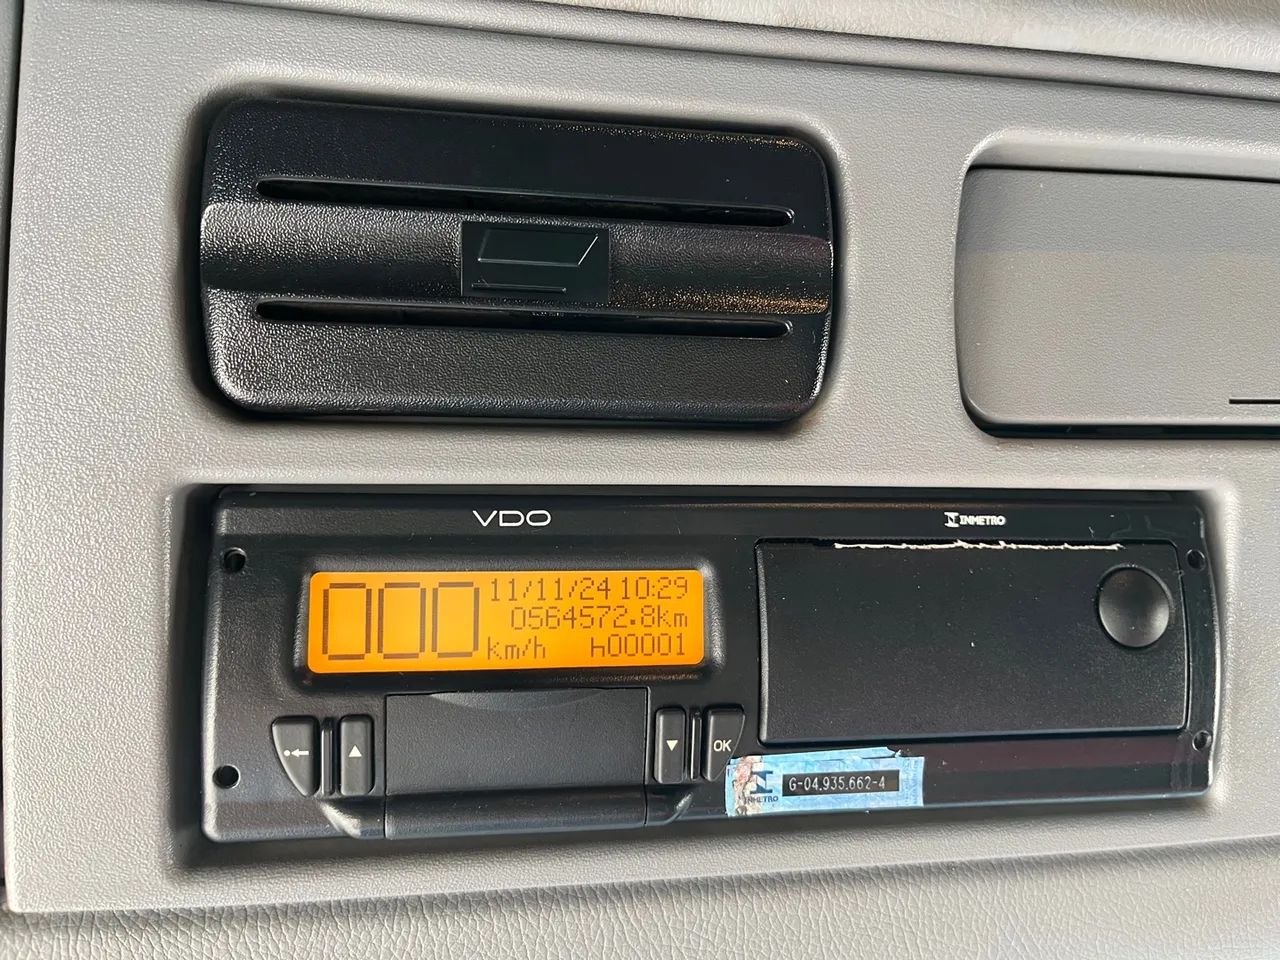 VDO
INMETRO
000 km/h
11/11/24 10:29
0564572.8km
h00001
OK
INMETRO
G-04.935.662-4